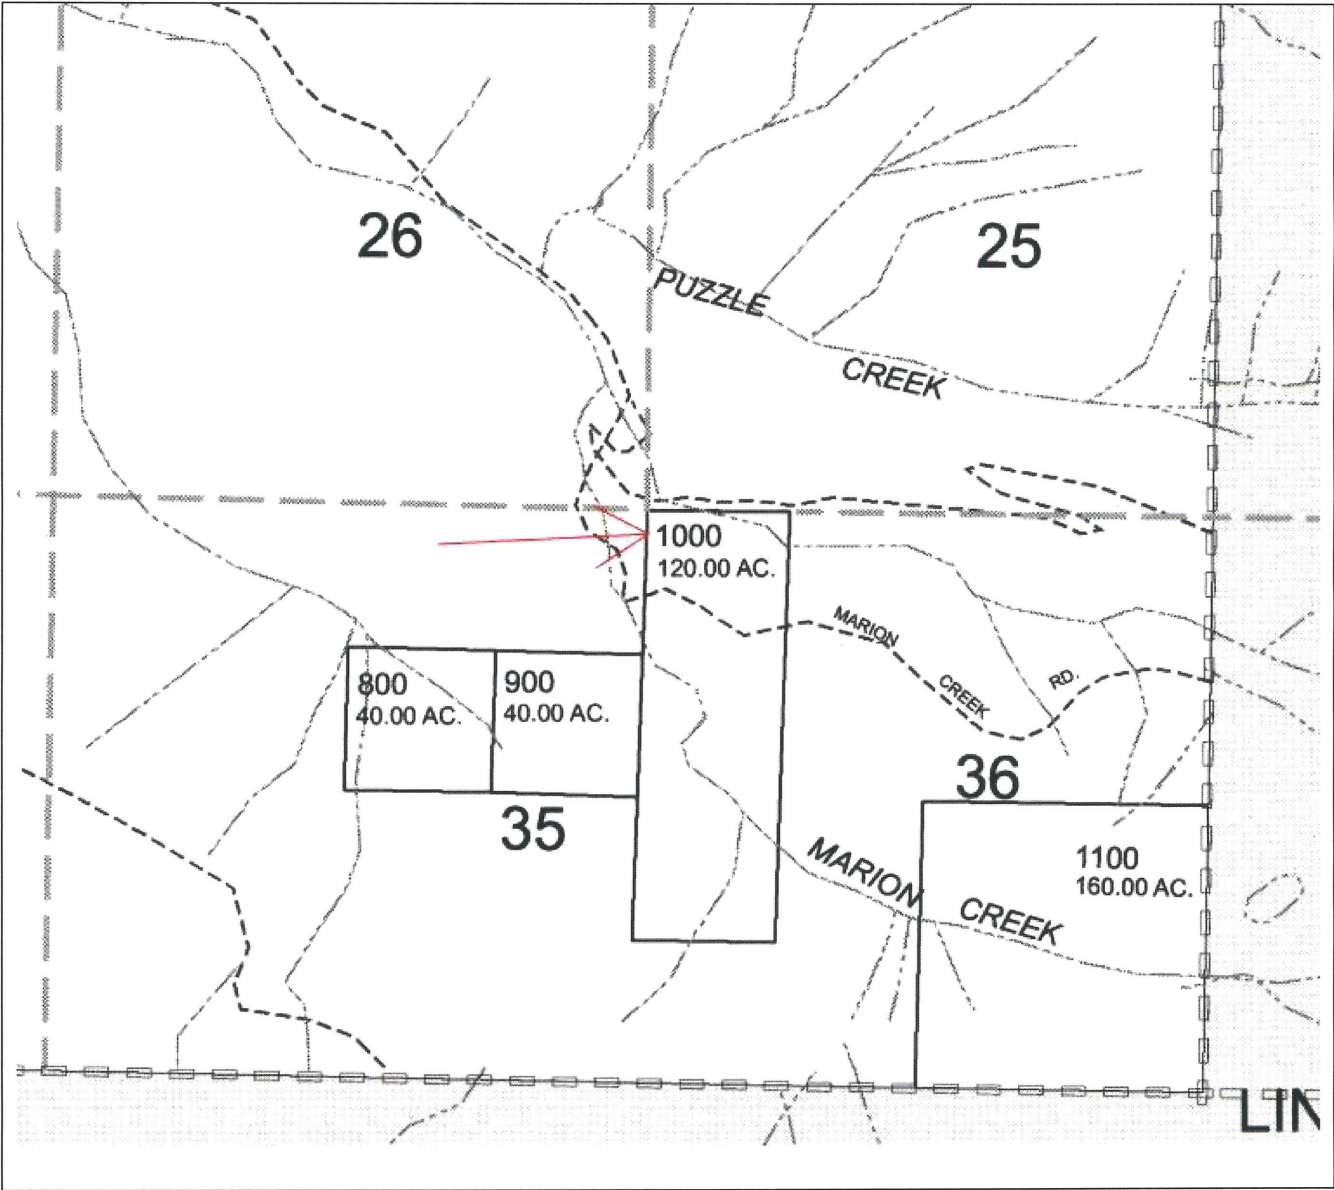 26
25
PUZZLE
CREEK
1000
120.00 AC.
MARION
CREEK
RD.
800
40.00 AC.
900
40.00 AC.
36
35
1100
160.00 AC.
MARION
CREEK
LIN